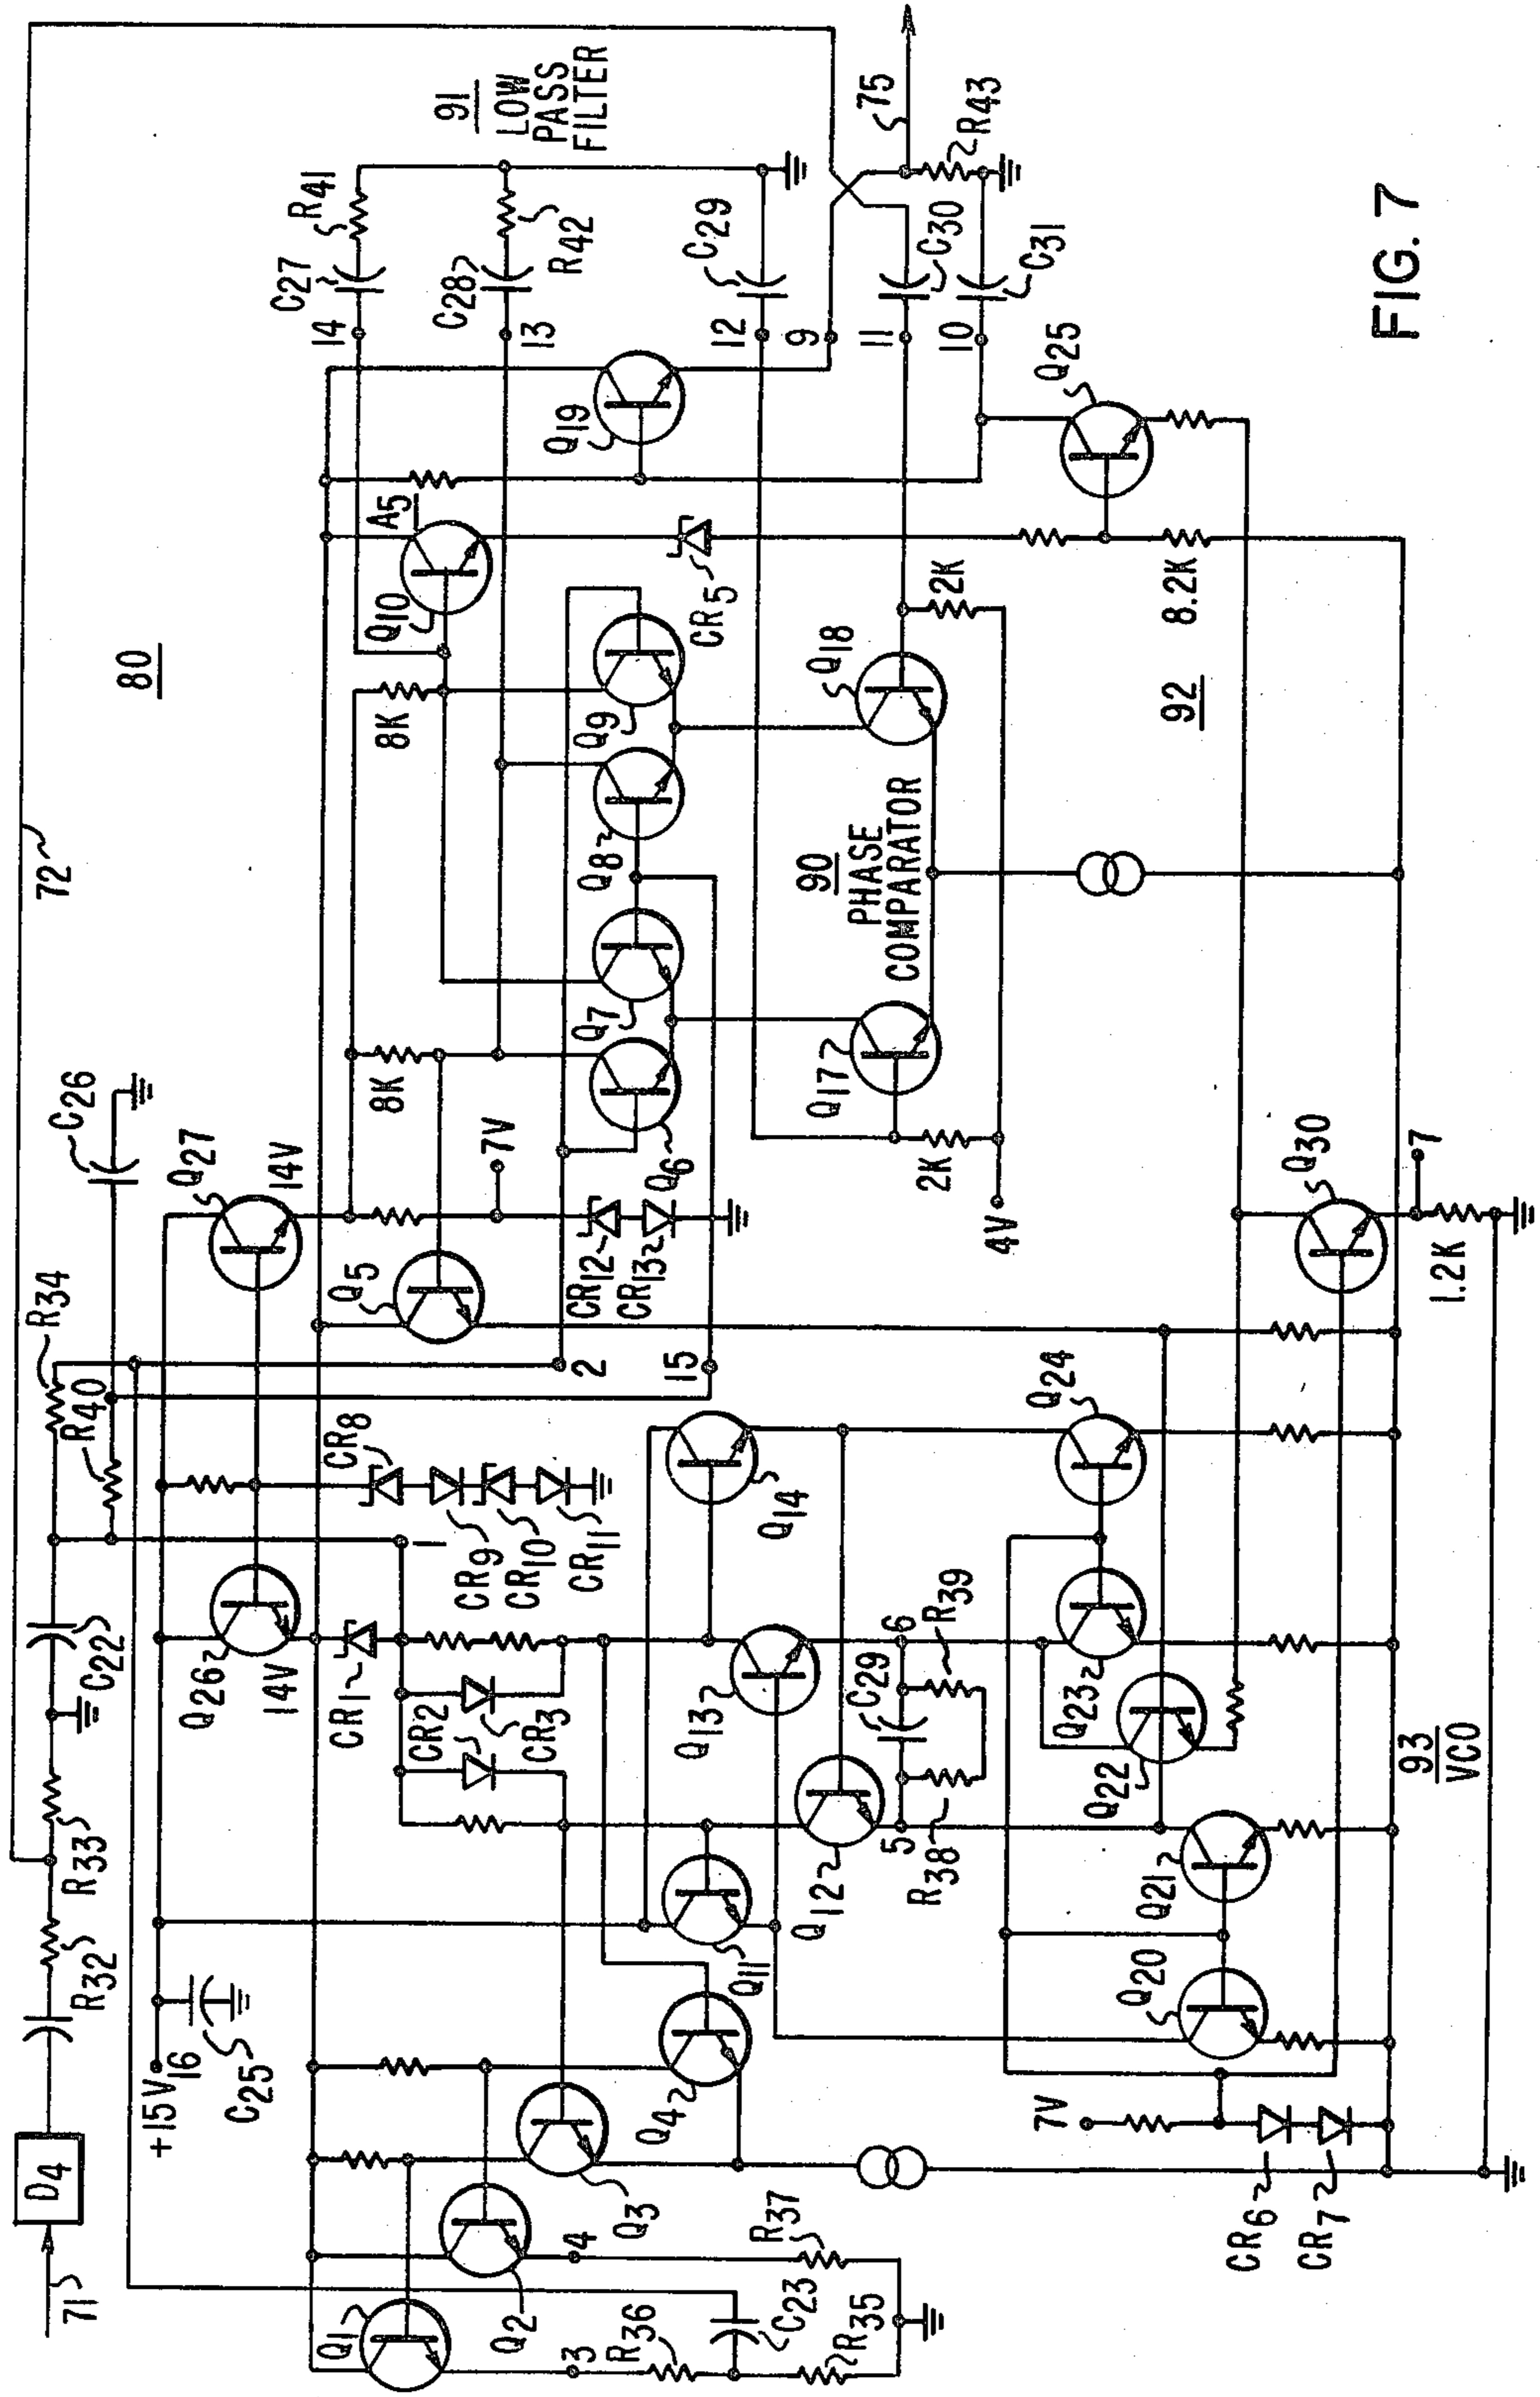 80
72
71
D4
R32
R33
C22
R34
R40
C26
+15V
16
C25
Q26
14V
Q27
14V
CR1
CR2
CR3
1
CR8
CR9
CR10
CR11
Q5
7V
CR12
CR13
2
15
8K
8K
Q10
A5
Q19
C27
R41
14
91
LOW
PASS
FILTER
C28
R42
13
C29
12
9
75
R43
11
C30
10
C31
Q1
Q2
Q3
Q4
Q6
Q7
Q8
Q9
CR5
3
4
R36
R37
C23
R35
Q11
Q12
Q13
Q14
5
6
C29
R38
R39
Q17
Q18
90
PHASE
COMPARATOR
2K
2K
4V
92
8.2K
Q25
Q20
Q21
Q22
Q23
Q24
7V
CR6
CR7
93
VCO
Q30
7
1.2K
FIG. 7